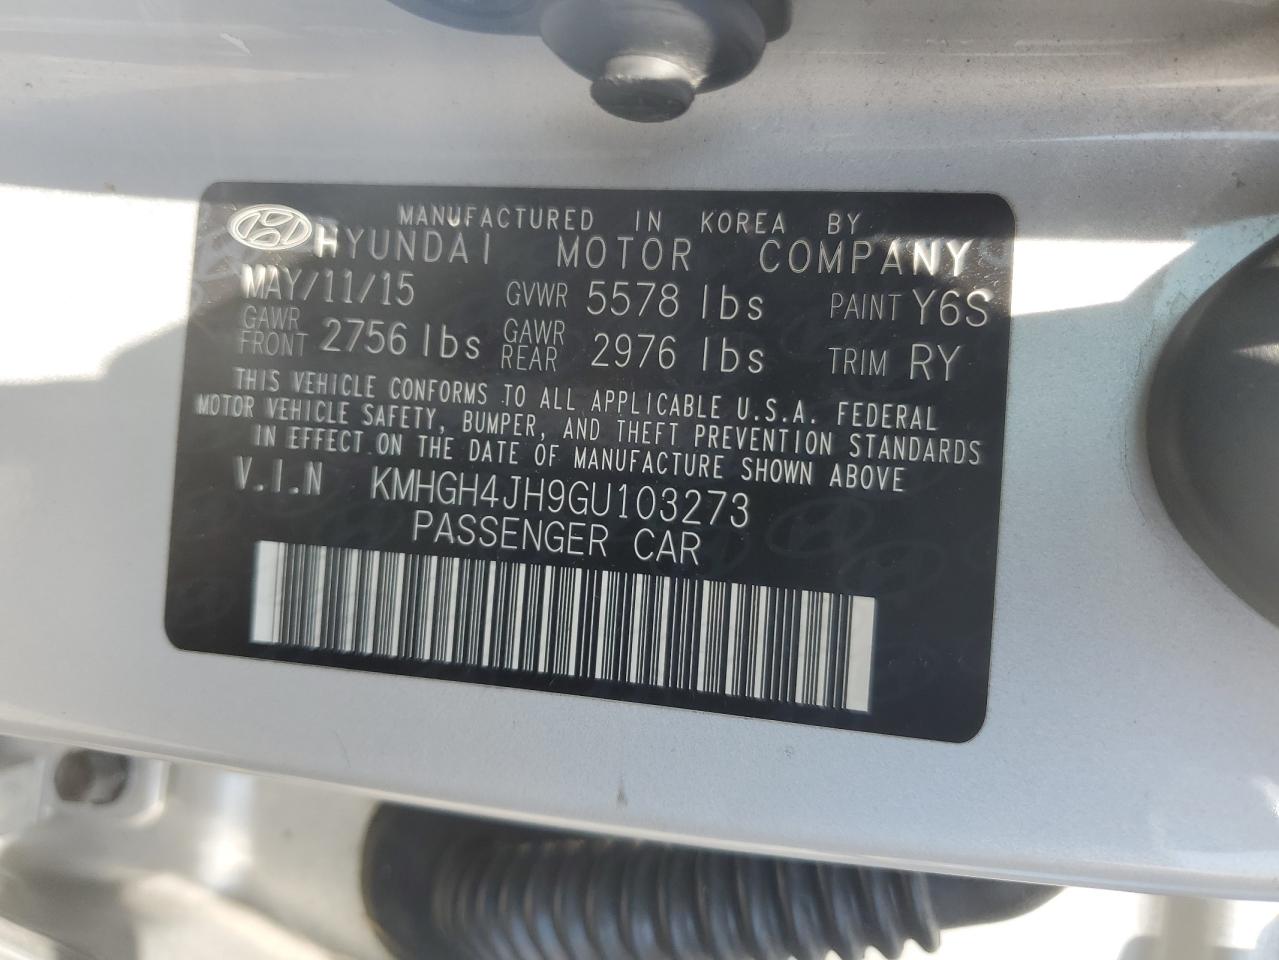 MANUFACTURED IN KOREA BY
HYUNDAI MOTOR COMPANY
MAY/11/15 GVWR 5578 lbs PAINT Y6S
GAWR FRONT 2756 lbs GAWR REAR 2976 lbs TRIM RY
THIS VEHICLE CONFORMS TO ALL APPLICABLE U.S.A. FEDERAL
MOTOR VEHICLE SAFETY, BUMPER, AND THEFT PREVENTION STANDARDS
IN EFFECT ON THE DATE OF MANUFACTURE SHOWN ABOVE
V.I.N KMHGH4JH9GU103273
PASSENGER CAR